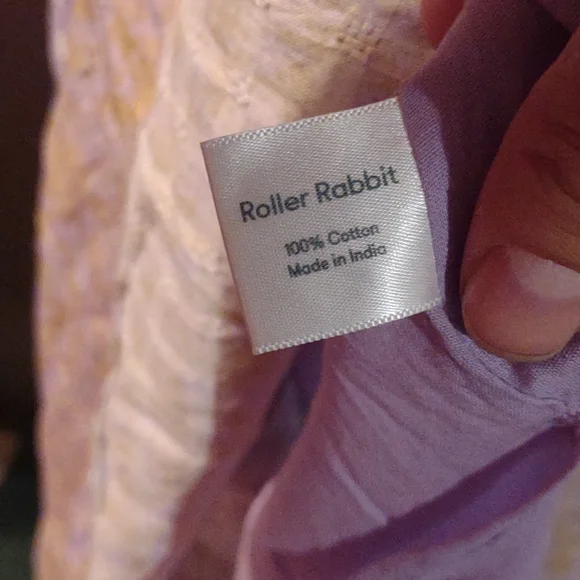 Roller Rabbit
100% Cotton
Made in India